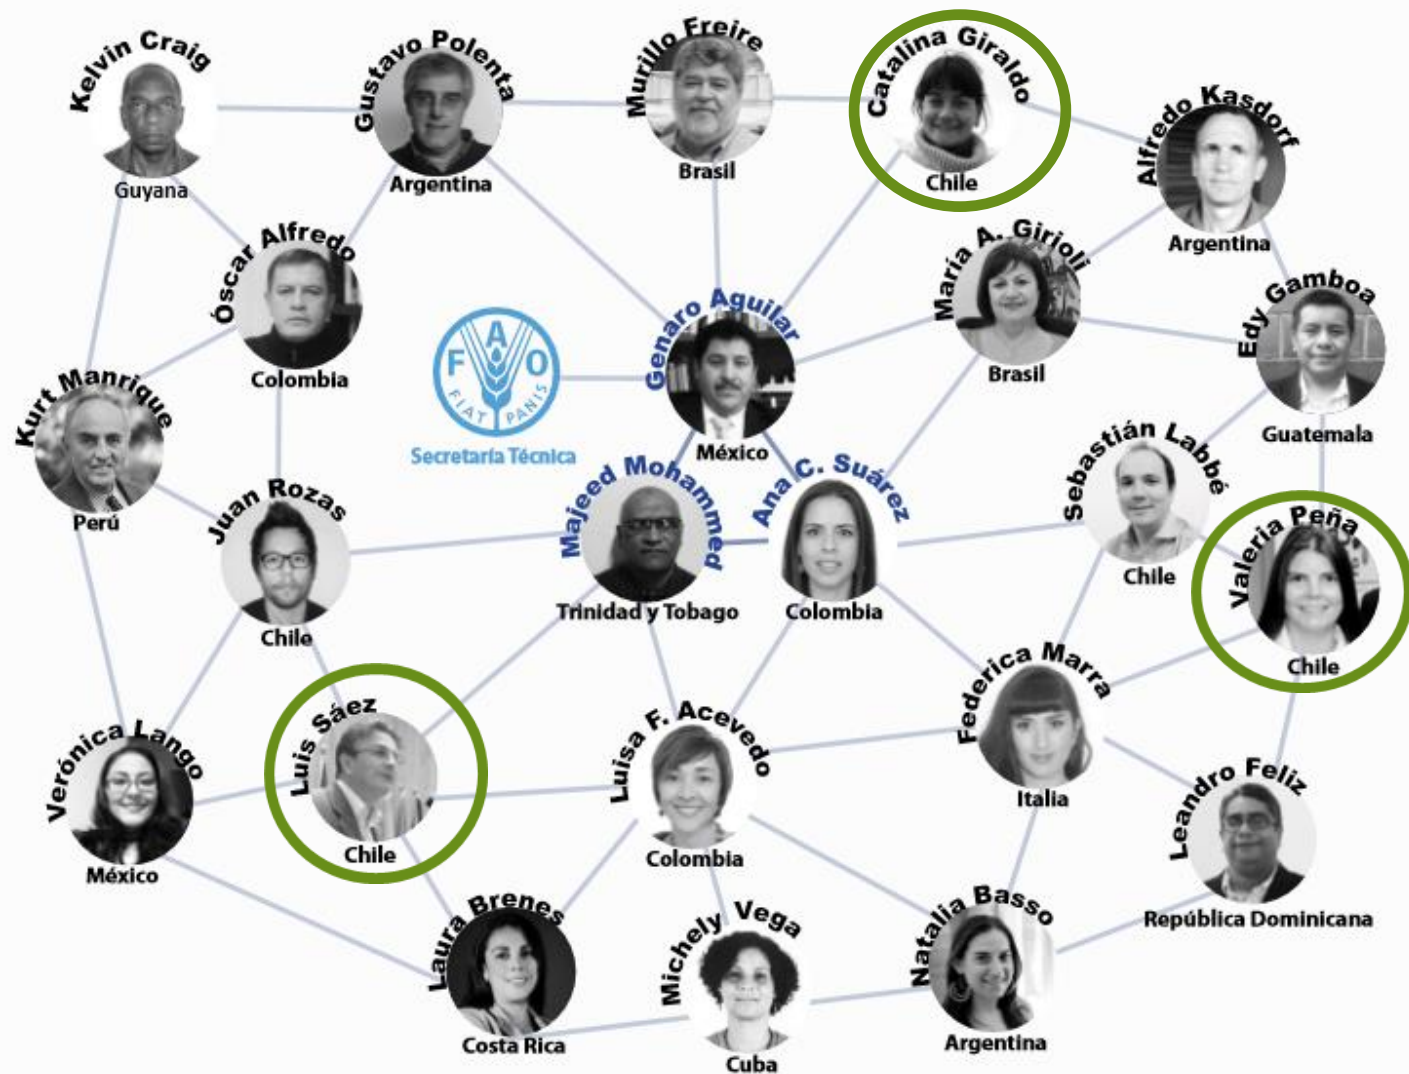 Kelvin Craig
Guyana
Gustavo Polenta
Argentina
Murillo Freire
Brasil
Catalina Giraldo
Chile
Alfredo Kasdorf
Argentina
Óscar Alfredo
Colombia
FAO
FIAT PANIS
Secretaría Técnica
Genaro Aguilar
México
María A. Girioli
Brasil
Edy Gamboa
Guatemala
Kurt Manrique
Perú
Juan Rozas
Chile
Majeed Mohammed
Trinidad y Tobago
Ana C. Suárez
Colombia
Sebastián Labbé
Chile
Valeria Peña
Chile
Verónica Lango
México
Luis Sáez
Chile
Luisa F. Acevedo
Colombia
Federica Marra
Italia
Leandro Feliz
República Dominicana
Laura Brenes
Costa Rica
Michely Vega
Cuba
Natalia Basso
Argentina